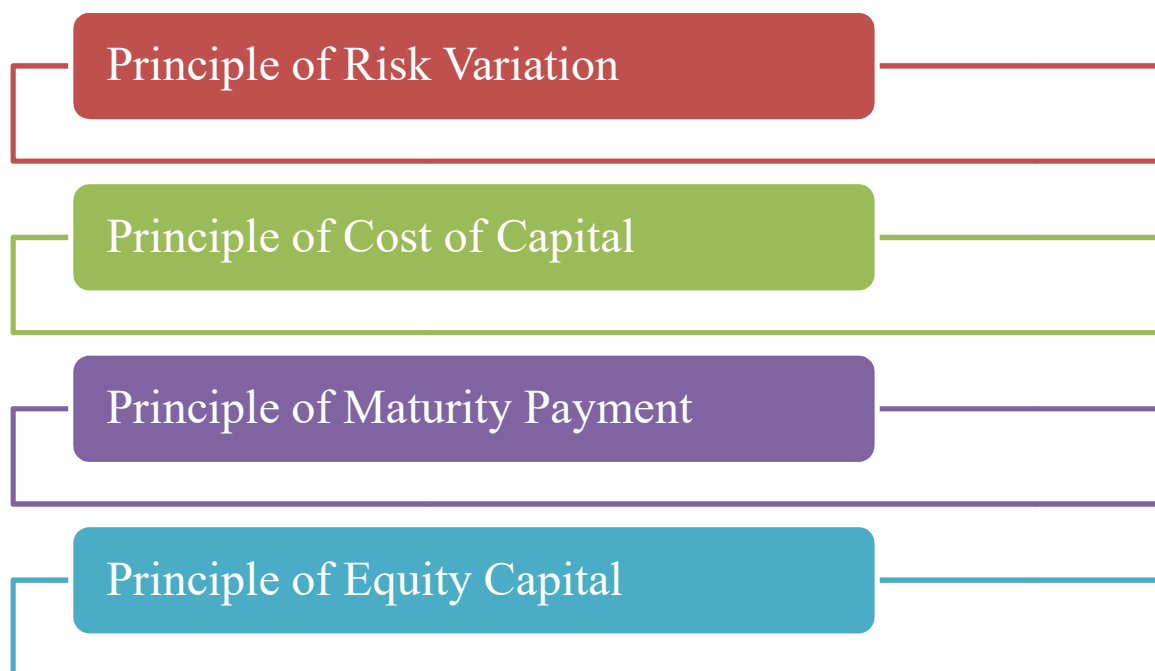 Principle of Risk Variation
Principle of Cost of Capital
Principle of Maturity Payment
Principle of Equity Capital